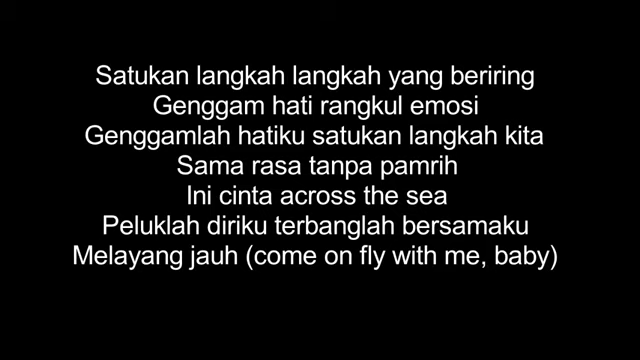 Satukan langkah langkah yang beriring
Genggam hati rangkul emosi
Genggamlah hatiku satukan langkah kita
Sama rasa tanpa pamrih
Ini cinta across the sea
Peluklah diriku terbanglah bersamaku
Melayang jauh (come on fly with me, baby)